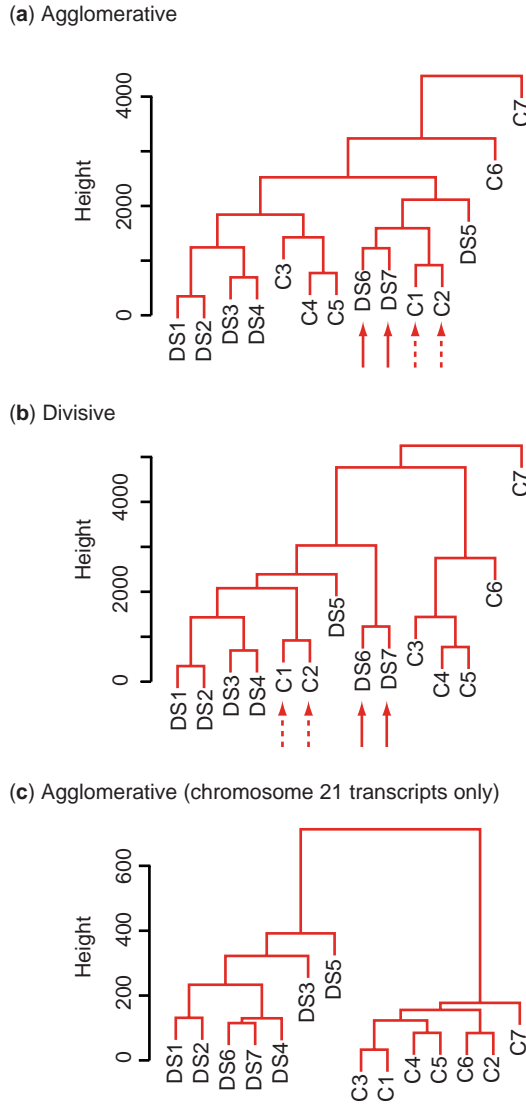 (a) Agglomerative
4000
2000
0
Height
C7
C6
DS5
C3
DS6
DS7
C1
C2
C4
C5
DS3
DS4
DS1
DS2
(b) Divisive
4000
2000
0
Height
C7
C6
DS5
C3
C1
C2
DS6
DS7
C4
C5
DS3
DS4
DS1
DS2
(c) Agglomerative (chromosome 21 transcripts only)
600
400
200
0
Height
DS5
DS3
C7
DS1
DS2
DS6
DS7
DS4
C4
C5
C6
C2
C3
C1